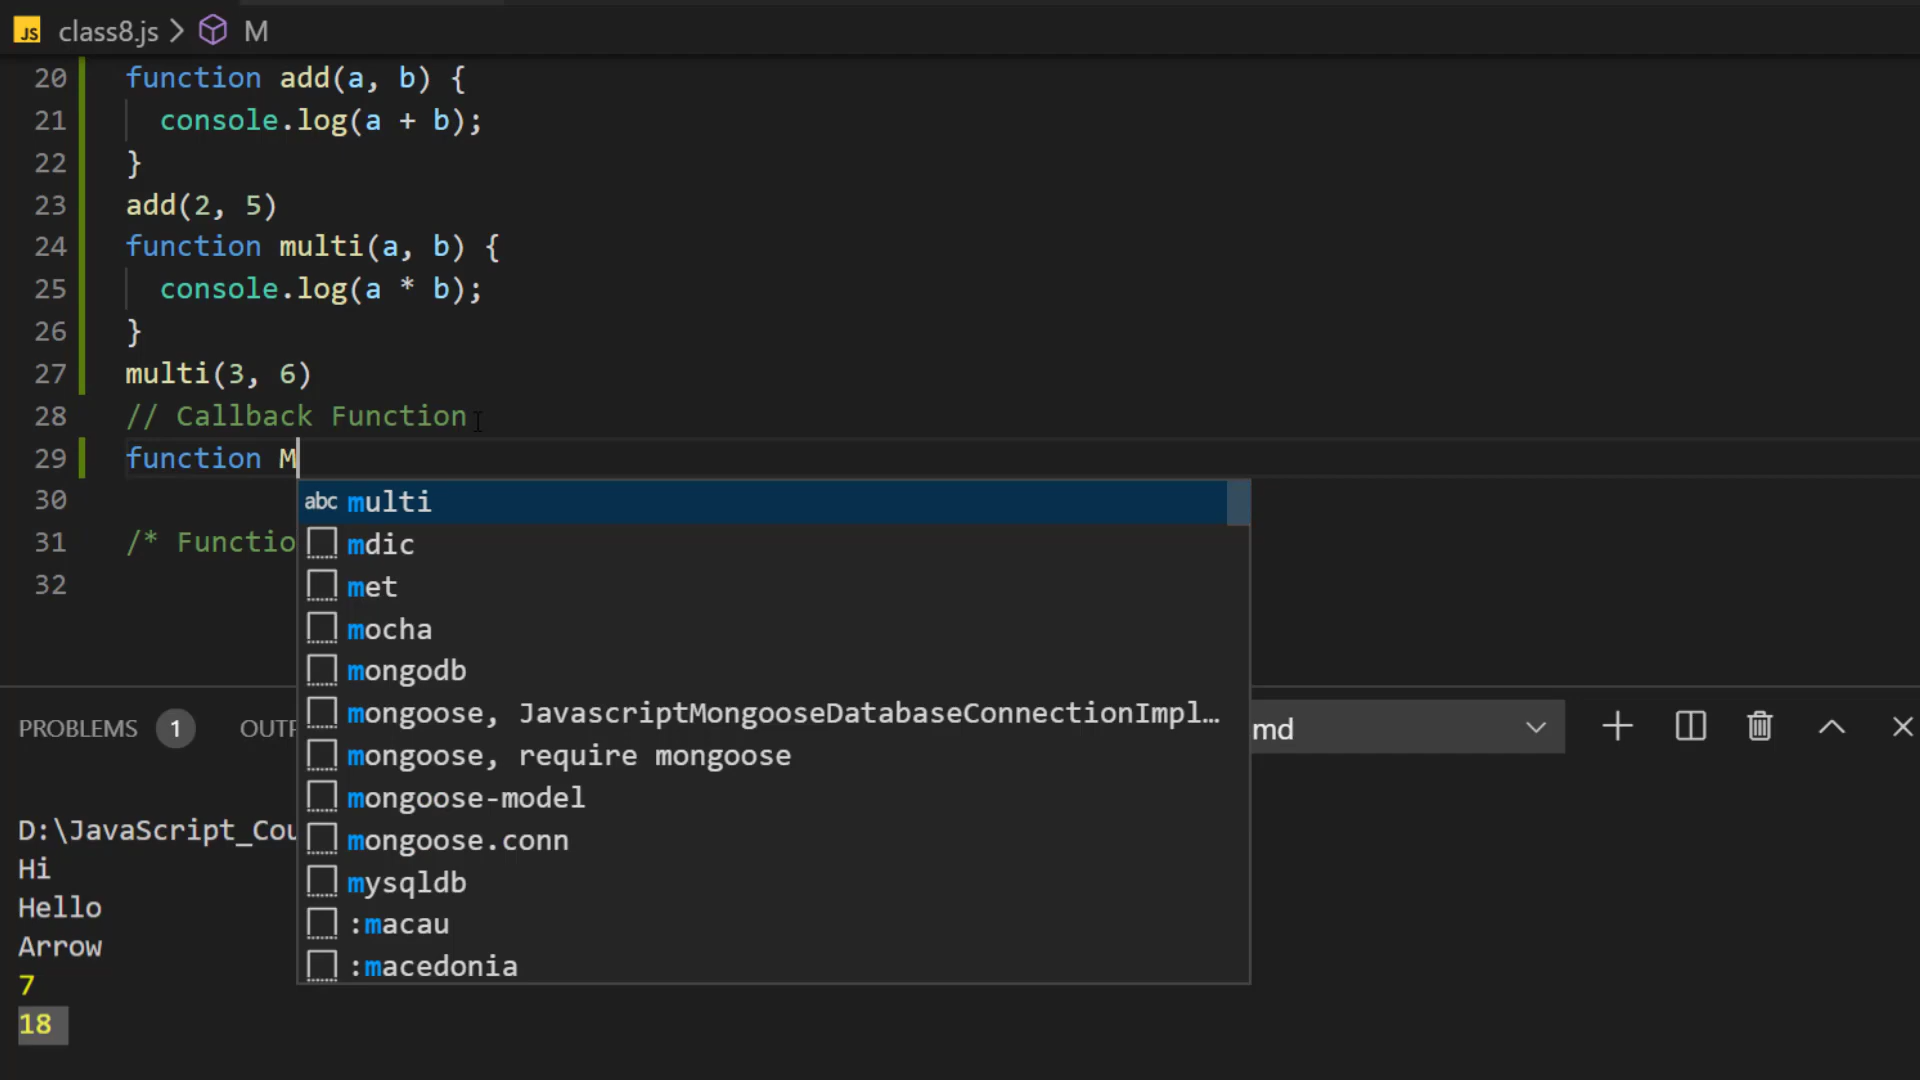 JS class8.js > M
20 function add(a, b) {
21 console.log(a + b);
22 }
23 add(2, 5)
24 function multi(a, b) {
25 console.log(a * b);
26 }
27 multi(3, 6)
28 // Callback Function
29 function M
abc multi
30
mdic
31 /* Functio
met
32
mocha
mongodb
mongoose, JavascriptMongooseDatabaseConnectionImpl…
PROBLEMS 1 OUTP md
mongoose, require mongoose
mongoose-model
D:\JavaScript_Cou
mongoose.conn
Hi
mysqldb
Hello
:macau
Arrow
:macedonia
7
18